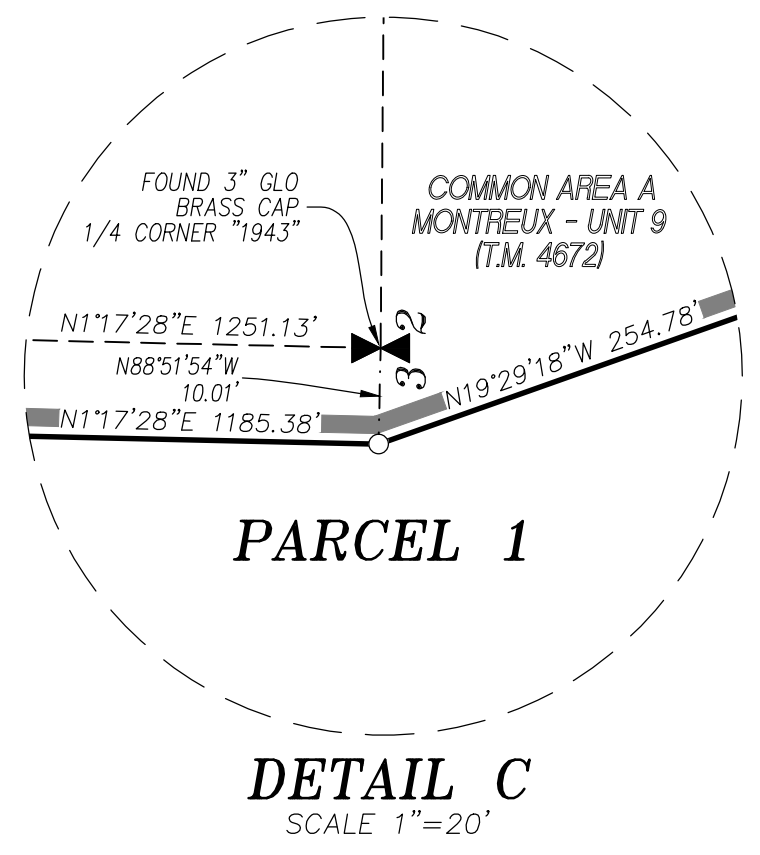 FOUND 3" GLO
BRASS CAP
1/4 CORNER "1943"
COMMON AREA A
MONTREUX - UNIT 9
(T.M. 4672)
N1°17'28"E 1251.13'
2
3
N88°51'54"W
10.01'
N19°29'18"W 254.78'
N1°17'28"E 1185.38'
PARCEL 1
DETAIL C
SCALE 1"=20'